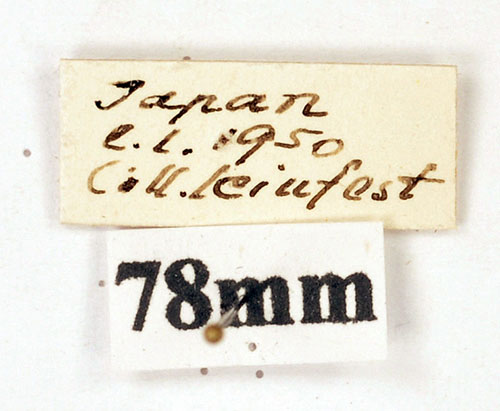 Japan
e.l. 1950
Coll. Leinfest
78mm